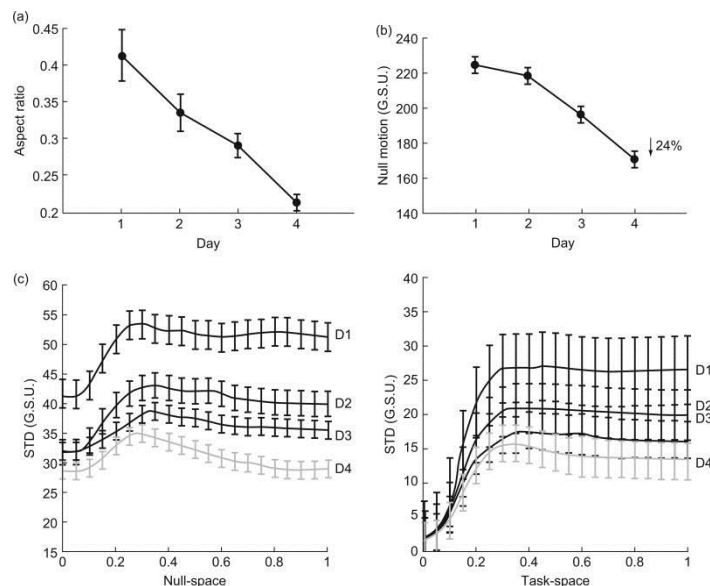 (a)
0.45
0.4
0.35
0.3
0.25
0.2
Aspect ratio
1 2 3 4
Day
(b)
240
220
200
180
160
140
Null motion (G.S.U.)
24%
1 2 3 4
Day
(c)
60
55
50
45
40
35
30
25
20
15
STD (G.S.U.)
D1
D2
D3
D4
0 0.2 0.4 0.6 0.8 1
Null-space
40
35
30
25
20
15
10
5
0
STD (G.S.U.)
D1
D2
D3
D4
0 0.2 0.4 0.6 0.8 1
Task-space